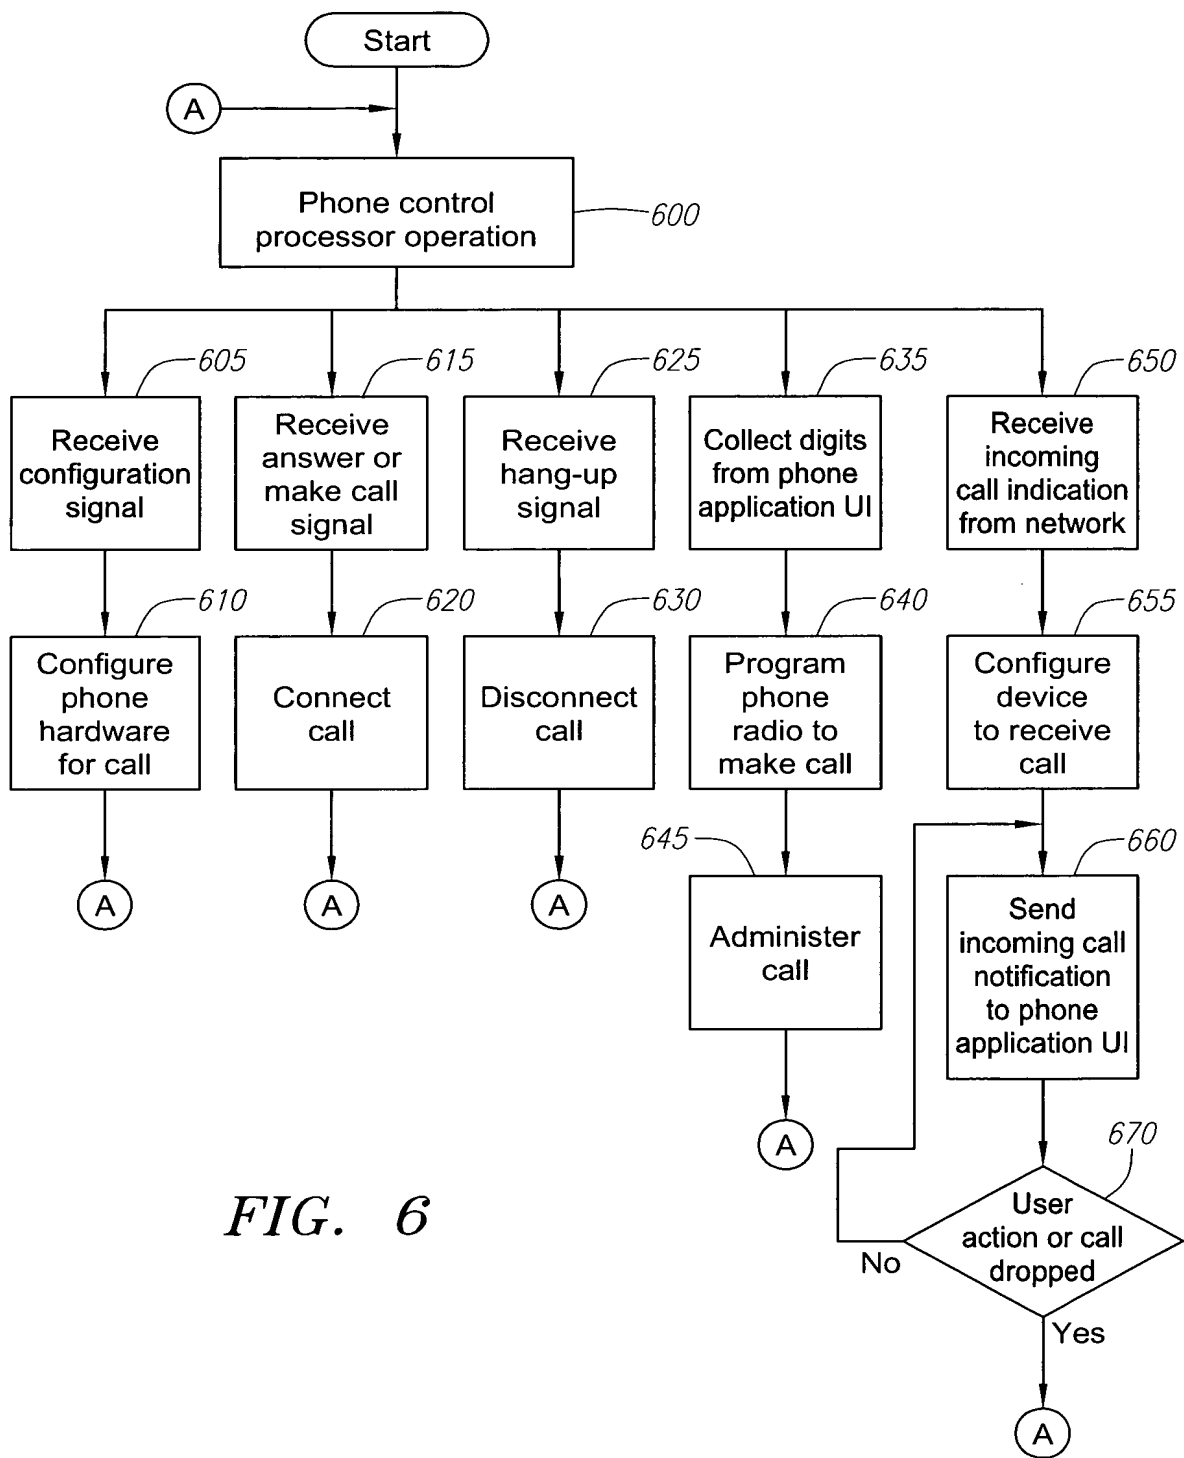 Start
A
Phone control
processor operation
600
605
Receive
configuration
signal
610
Configure
phone
hardware
for call
A
615
Receive
answer or
make call
signal
620
Connect
call
A
625
Receive
hang-up
signal
630
Disconnect
call
A
635
Collect digits
from phone
application UI
640
Program
phone
radio to
make call
645
Administer
call
A
650
Receive
incoming
call indication
from network
655
Configure
device
to receive
call
660
Send
incoming call
notification
to phone
application UI
670
User
action or call
dropped
No
Yes
A
FIG. 6